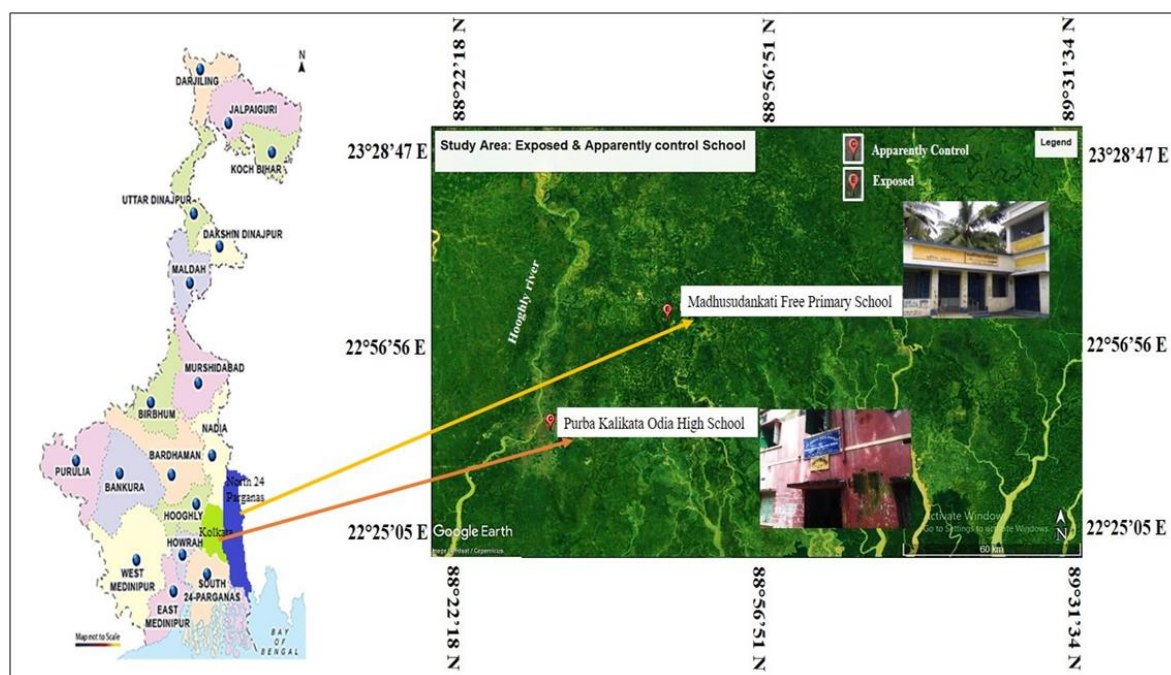 N
DARJILING
JALPAIGURI
KOCH BIHAR
UTTAR DINAJPUR
DAKSHIN DINAJPUR
MALDAH
MURSHIDABAD
BIRBHUM
NADIA
BARDHAMAN
PURULIA
BANKURA
North 24
Parganas
HOOGHLY
Kolkata
HOWRAH
WEST
MEDINIPUR
SOUTH
24-PARGANAS
EAST
MEDINIPUR
Map not to Scale
BAY
OF
BENGAL
88°22'18 N
88°56'51 N
89°31'34 N
23°28'47 E
23°28'47 E
Study Area: Exposed & Apparently control School
Legend
C
Apparently Control
E
Exposed
Hooghly river
E
Madhusudankati Free Primary School
22°56'56 E
22°56'56 E
C
Purba Kalikata Odia High School
22°25'05 E
22°25'05 E
Google Earth
Activate Windows
Go to Settings to activate Windows.
N
60 km
88°22'18 N
88°56'51 N
89°31'34 N